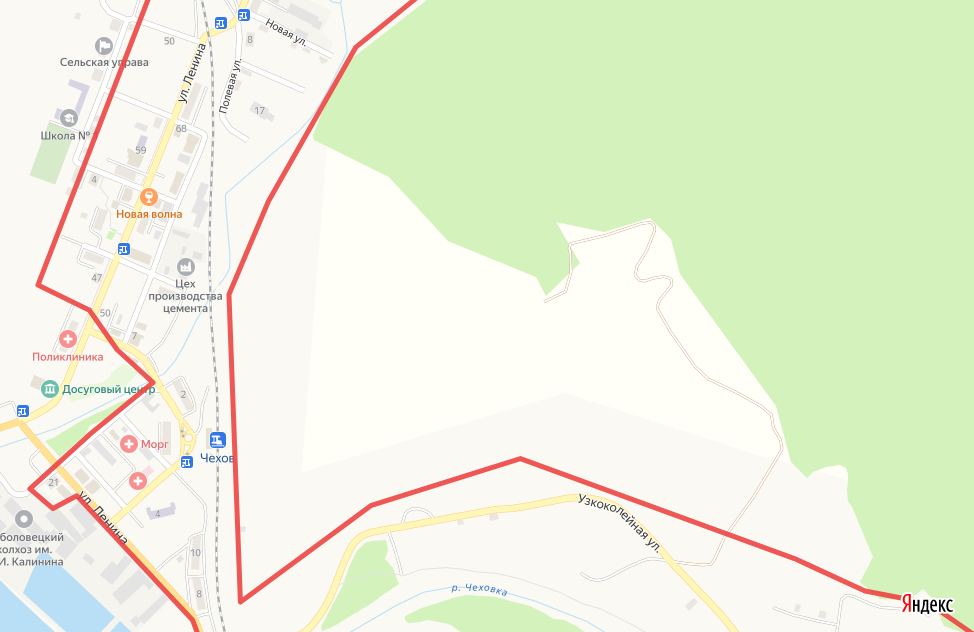 Новая ул.
50
8
Сельская управа
ул. Ленина
Полевая ул.
17
Школа №
68
59
4
Новая волна
47
Цех
производства
цемента
50
7
Поликлиника
2
Досуговый центр
Морг
Чехов
21
ул. Ленина
4
Узкоколейная ул.
боловецкий
колхоз им.
И. Калинина
10
р. Чеховка
8
Яндекс